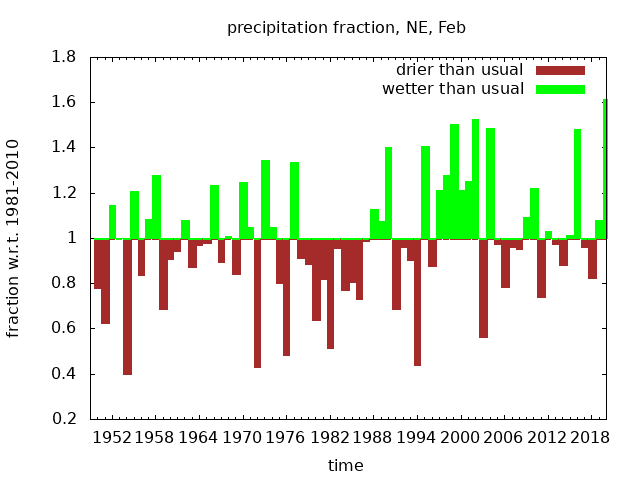 precipitation fraction, NE, Feb
drier than usual
wetter than usual
1.8
1.6
1.4
1.2
1
0.8
0.6
0.4
0.2
fraction w.r.t. 1981-2010
1952 1958 1964 1970 1976 1982 1988 1994 2000 2006 2012 2018
time